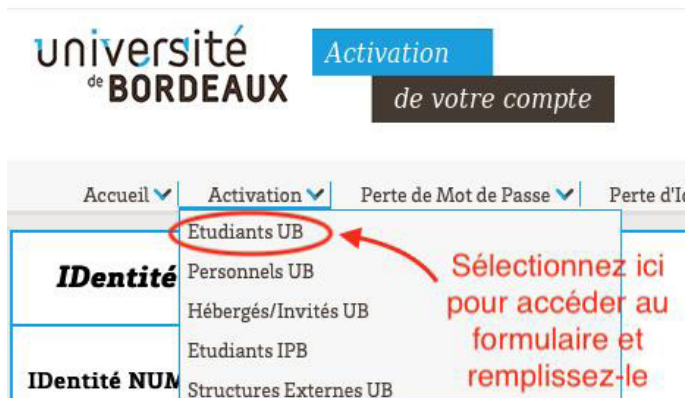 université
de BORDEAUX
Activation
de votre compte
Accueil Activation Perte de Mot de Passe Perte d'I
Etudiants UB
Personnels UB
Hébergés/Invités UB
Etudiants IPB
Structures Externes UB
IDentité
IDentité NUM
Sélectionnez ici
pour accéder au
formulaire et
remplissez-le